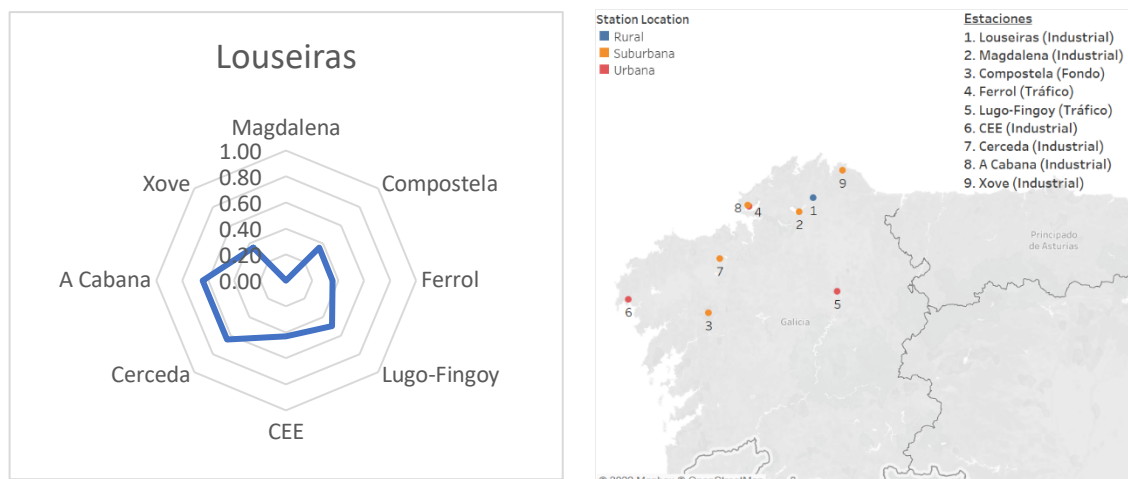 Louseiras
Magdalena
1.00
0.80
0.60
0.40
0.20
0.00
Compostela
Ferrol
Lugo-Fingoy
CEE
Cerceda
A Cabana
Xove
Station Location
Rural
Suburbana
Urbana
Estaciones
1. Louseiras (Industrial)
2. Magdalena (Industrial)
3. Compostela (Fondo)
4. Ferrol (Tráfico)
5. Lugo-Fingoy (Tráfico)
6. CEE (Industrial)
7. Cerceda (Industrial)
8. A Cabana (Industrial)
9. Xove (Industrial)
9
8
4
1
2
7
5
6
3
Principado
de Asturias
Galicia